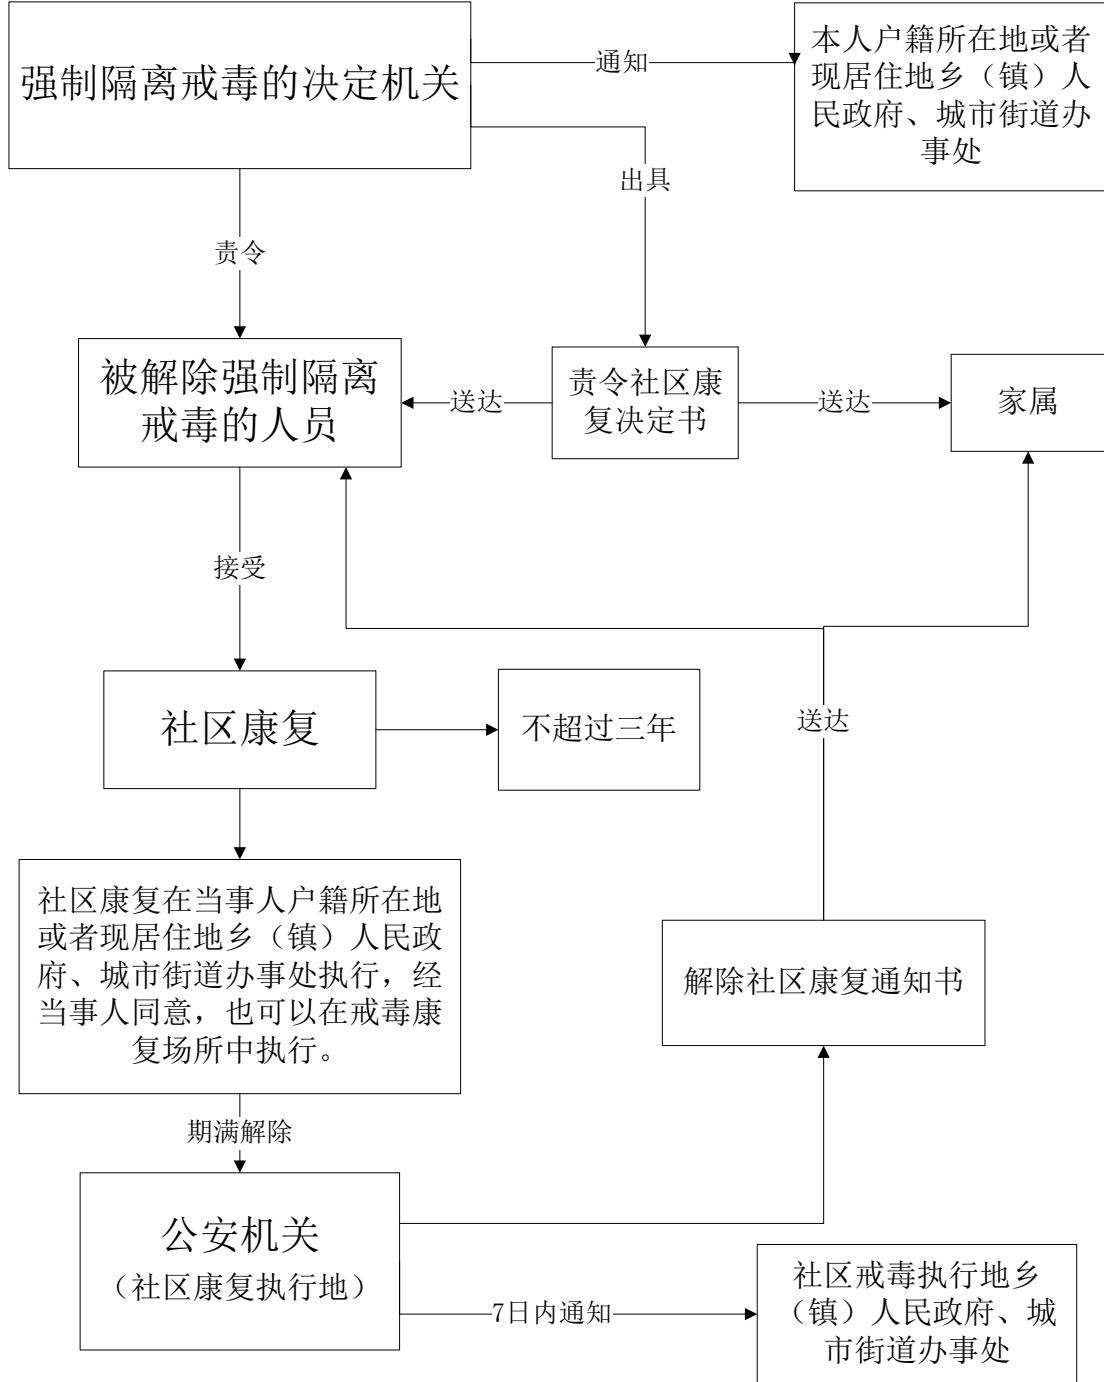 强制隔离戒毒的决定机关
通知
本人户籍所在地或者
现居住地乡（镇）人
民政府、城市街道办
事处
出具
责令
被解除强制隔离
戒毒的人员
送达
责令社区康
复决定书
送达
家属
接受
社区康复
不超过三年
送达
社区康复在当事人户籍所在地
或者现居住地乡（镇）人民政
府、城市街道办事处执行，经
当事人同意，也可以在戒毒康
复场所中执行。
解除社区康复通知书
期满解除
公安机关
（社区康复执行地）
7日内通知
社区戒毒执行地乡
（镇）人民政府、城
市街道办事处